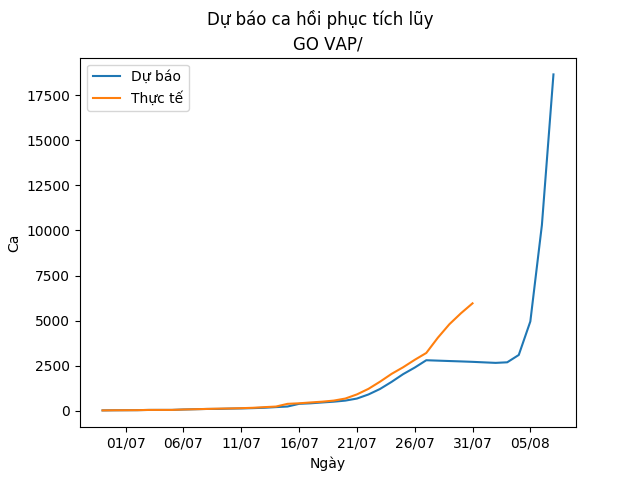 Dự báo ca hồi phục tích lũy
GO VAP/
Dự báo
Thực tế
17500
15000
12500
10000
7500
5000
2500
0
Ca
01/07 06/07 11/07 16/07 21/07 26/07 31/07 05/08
Ngày